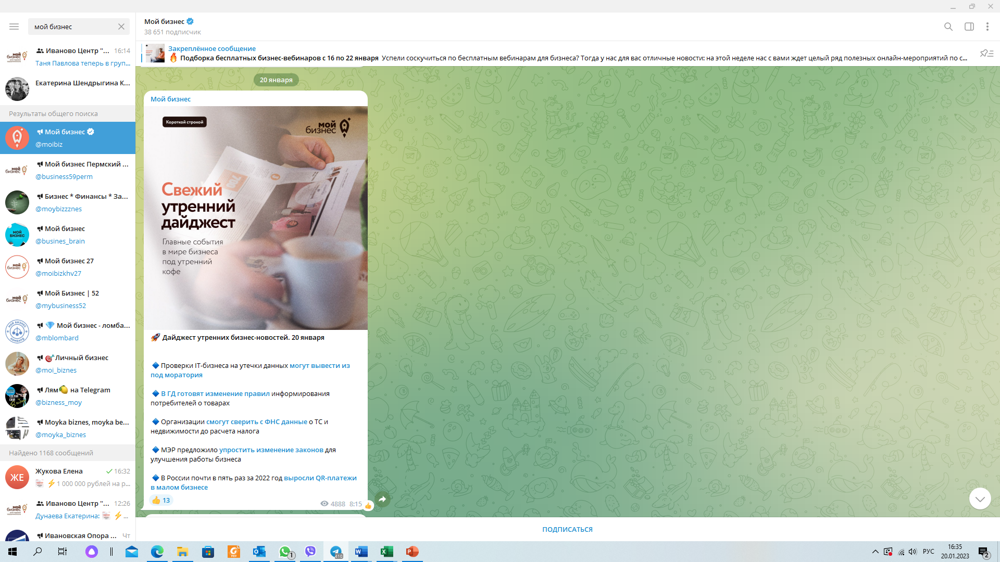 мой бизнес
Иваново Центр "... 16:14
Таня Павлова теперь в груп...
Екатерина Шендрыгина К...
Результаты общего поиска
Мой бизнес
@moibiz
Мой бизнес Пермский ...
@business59perm
Бизнес * Финансы * За...
@moybizzznes
Мой бизнес
@busines_brain
Мой бизнес 27
@moibizkhv27
Мой Бизнес | 52
@mybusiness52
💎 Мой бизнес - ломба...
@mblombard
🎯Личный бизнес
@moi_biznes
Лям🍋 на Telegram
@bizness_moy
Moyka biznes, moyka be...
@moyka_biznes
Найдено 1168 сообщений
ЖЕ
Жукова Елена 16:32
⚡ 1 000 000 рублей на р...
Иваново Центр "... 12:26
Дунаева Екатерина: ⚡ ...
Ивановская Опора ... Чт
Мой бизнес
38 651 подписчик
Закреплённое сообщение
🔥 Подборка бесплатных бизнес-вебинаров с 16 по 22 января Успели соскучиться по бесплатным вебинарам для бизнеса? Тогда у нас для вас отличные новости: на этой неделе нас с вами ждет целый ряд полезных онлайн-мероприятий по с...
20 января
Мой бизнес
Короткой строкой
мой
бизнес
Свежий
утренний
дайджест
Главные события
в мире бизнеса
под утренний
кофе
🚀 Дайджест утренних бизнес-новостей. 20 января
🔹 Проверки IT-бизнеса на утечки данных могут вывести из
под моратория
🔹 В ГД готовят изменение правил информирования
потребителей о товарах
🔹 Организации смогут сверить с ФНС данные о ТС и
недвижимости до расчета налога
🔹 МЭР предложило упростить изменение законов для
улучшения работы бизнеса
🔹 В России почти в пять раз за 2022 год выросли QR-платежи
в малом бизнесе
👍 13
4888 8:15
ПОДПИСАТЬСЯ
1
410
РУС
16:35
20.01.2023
2